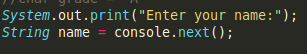 System.out.print("Enter your name:");
String name = console.next();